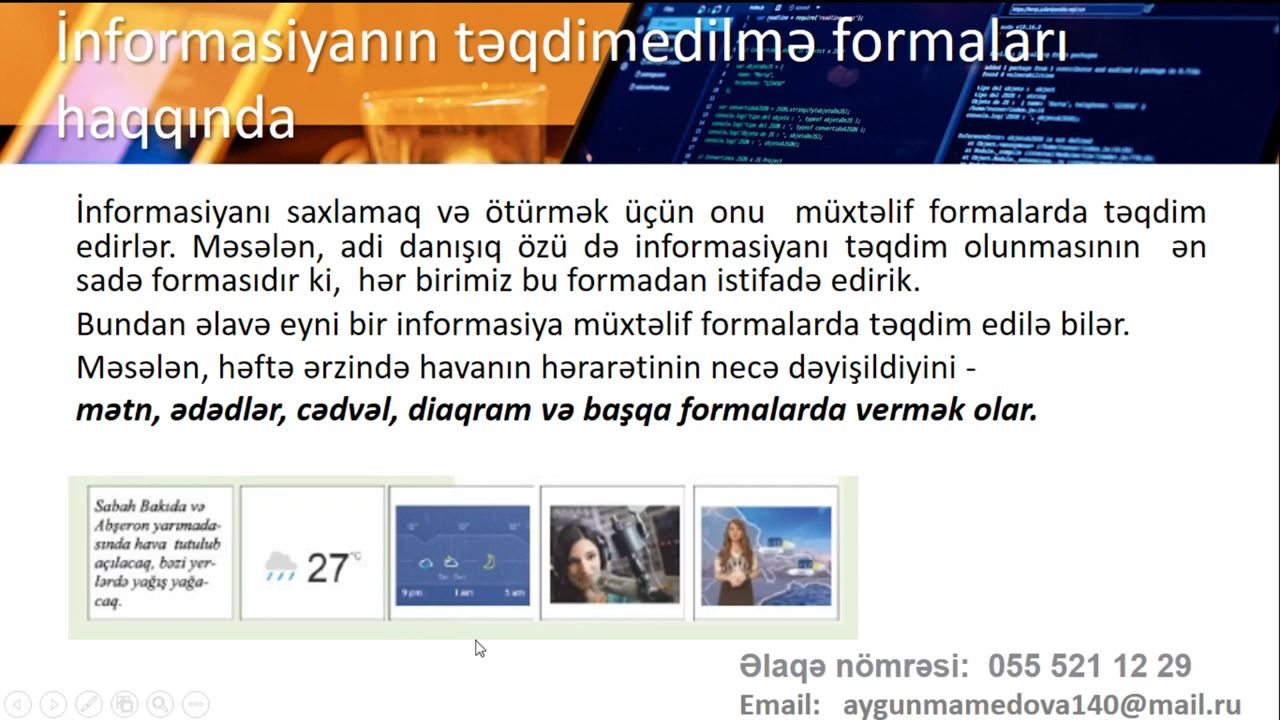 İnformasiyanın təqdimedilmə formaları
haqqında
İnformasiyanı saxlamaq və ötürmək üçün onu müxtəlif formalarda təqdim
edirlər. Məsələn, adi danışıq özü də informasiyanı təqdim olunmasının ən
sadə formasıdır ki, hər birimiz bu formadan istifadə edirik.
Bundan əlavə eyni bir informasiya müxtəlif formalarda təqdim edilə bilər.
Məsələn, həftə ərzində havanın hərarətinin necə dəyişildiyini -
mətn, ədədlər, cədvəl, diaqram və başqa formalarda vermək olar.
Sabah Bakıda və
Abşeron yarımada-
sında hava tutulub
açılacaq, bəzi yer-
lərdə yağış yağa-
caq.
27°C
9 pm 1 am 5 am
Əlaqə nömrəsi: 055 521 12 29
Email: aygunmamedova140@mail.ru